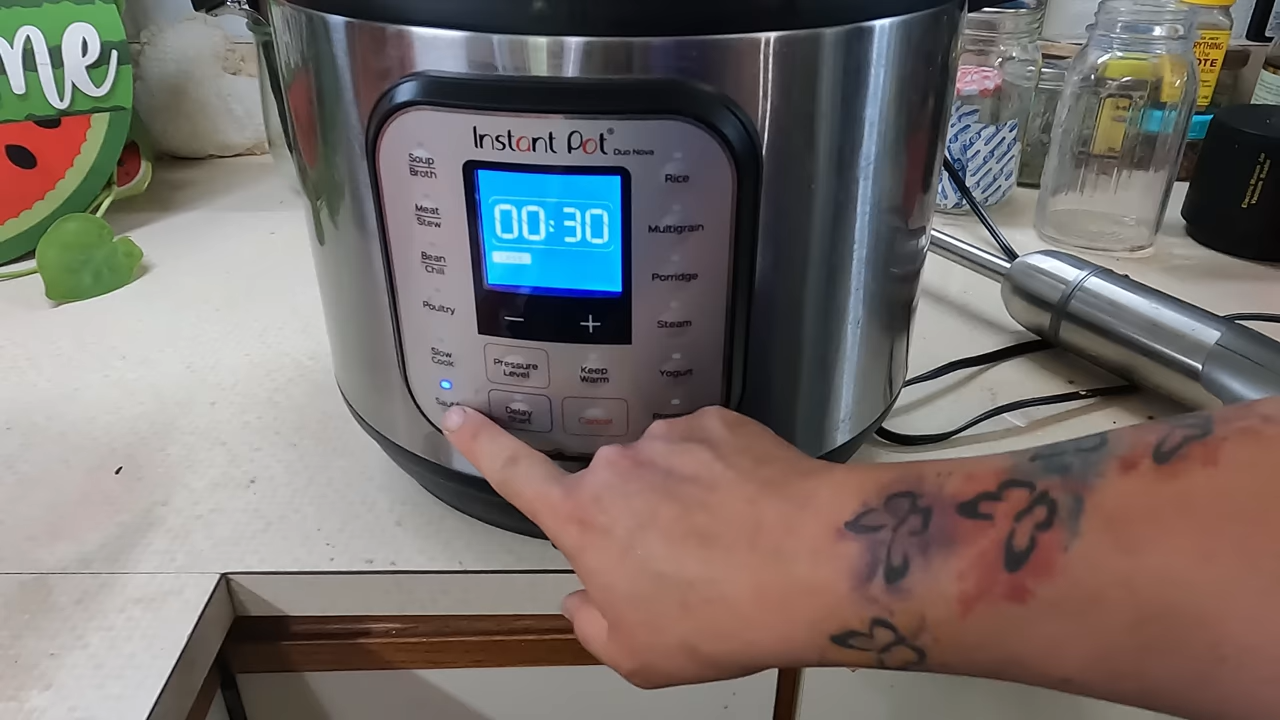 me
Instant Pot®
Duo Nova
Soup
Broth
Meat
Stew
Bean
Chili
Poultry
Slow
Cook
00:30
Rice
Multigrain
Porridge
Steam
Yogurt
Pressure
Level
Keep
Warm
Delay
Start
Cancel